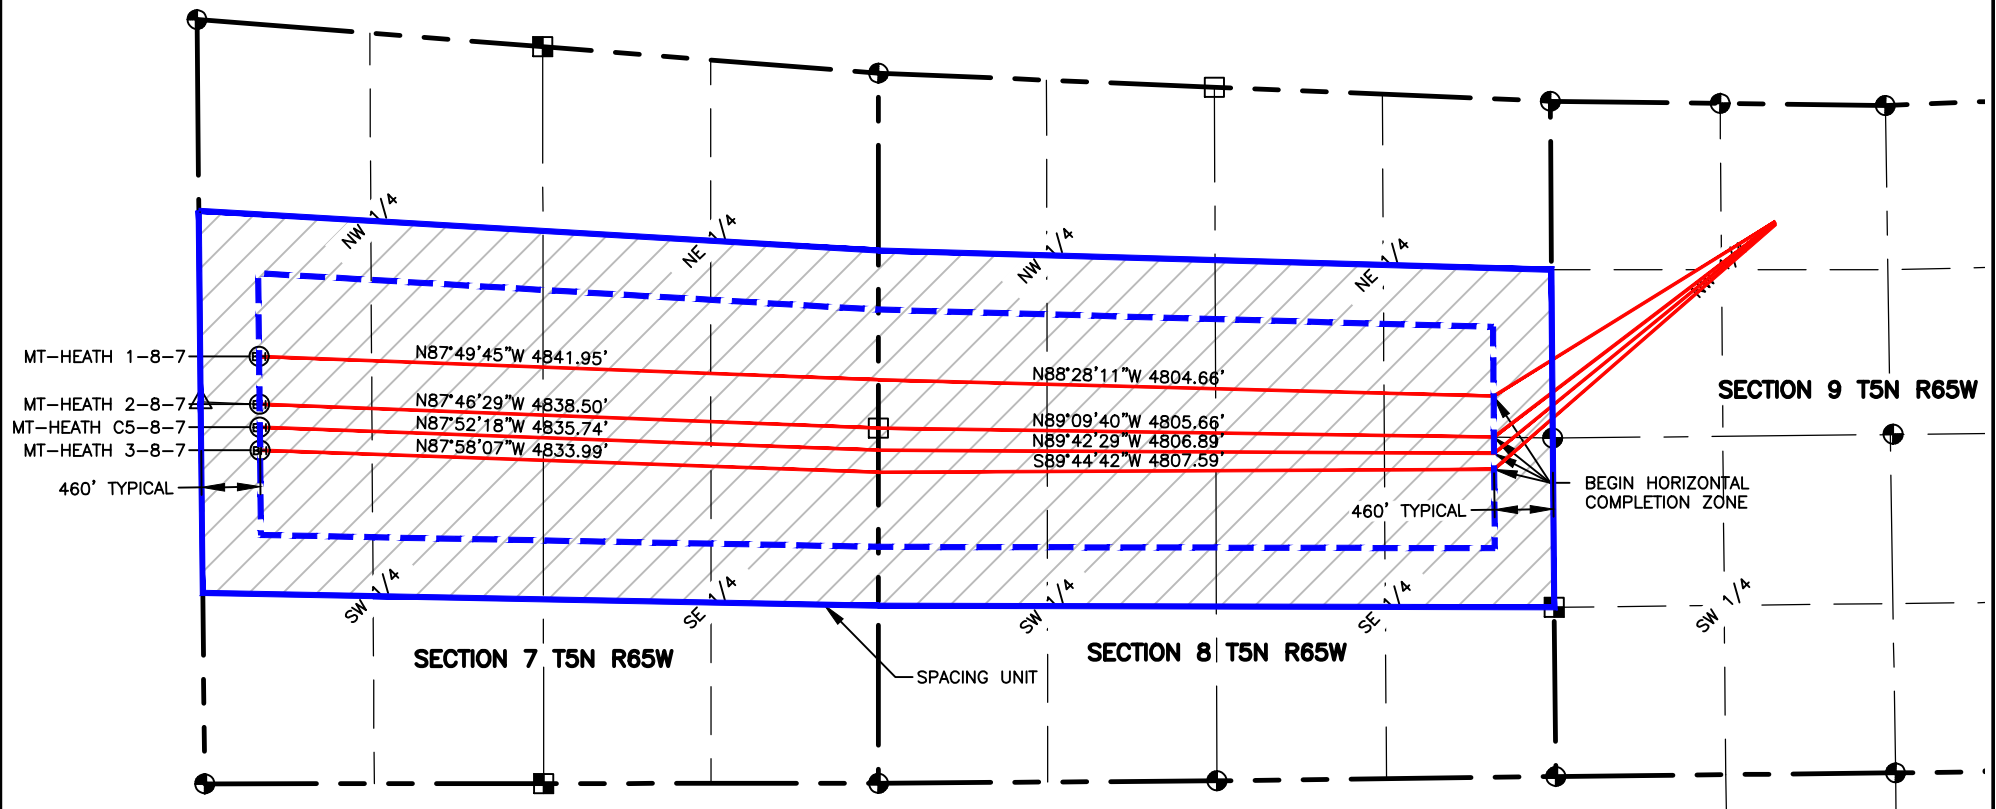 NW 1/4
NE 1/4
NW 1/4
NE 1/4
MT-HEATH 1-8-7
N87°49'45"W 4841.95'
N88°28'11"W 4804.66'
SECTION 9 T5N R65W
MT-HEATH 2-8-7
N87°46'29"W 4838.50'
N89°09'40"W 4805.66'
MT-HEATH C5-8-7
N87°52'18"W 4835.74'
N89°42'29"W 4806.89'
MT-HEATH 3-8-7
N87°58'07"W 4833.99'
S89°44'42"W 4807.59'
460' TYPICAL
460' TYPICAL
BEGIN HORIZONTAL
COMPLETION ZONE
SW 1/4
SE 1/4
SW 1/4
SE 1/4
SW 1/4
SECTION 7 T5N R65W
SECTION 8 T5N R65W
SPACING UNIT